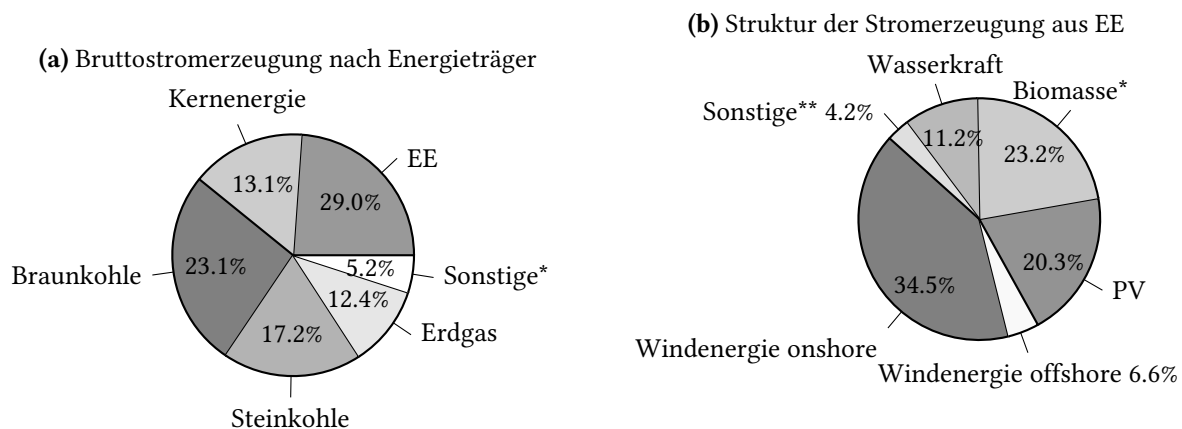 (a) Bruttostromerzeugung nach Energieträger
Kernenergie
EE
13.1%
29.0%
Braunkohle
23.1%
5.2%
Sonstige*
12.4%
17.2%
Erdgas
Steinkohle
(b) Struktur der Stromerzeugung aus EE
Wasserkraft
Biomasse*
Sonstige** 4.2%
11.2%
23.2%
20.3%
34.5%
PV
Windenergie onshore
Windenergie offshore 6.6%